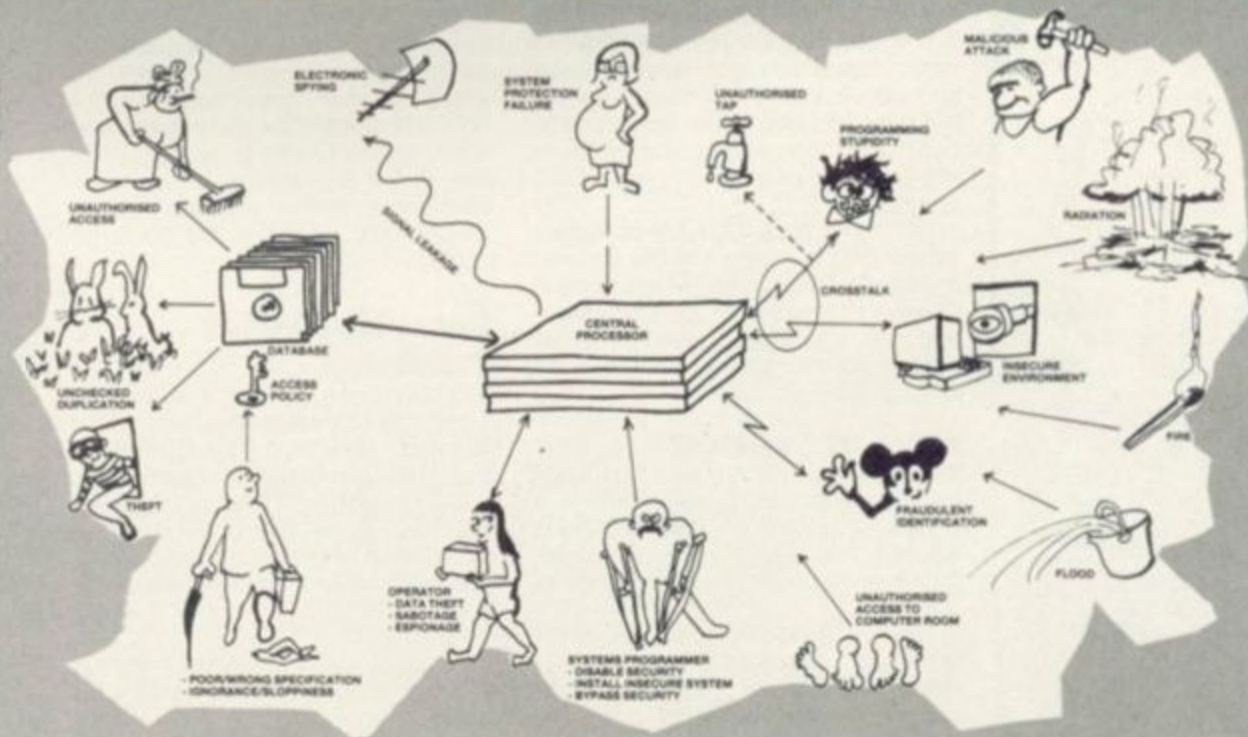 MALICIOUS
ATTACK
ELECTRONIC
SPYING
SYSTEM
PROTECTION
FAILURE
UNAUTHORISED
TAP
PROGRAMMING
STUPIDITY
UNAUTHORISED
ACCESS
SIGNAL LEAKAGE
RADIATION
CROSSTALK
CENTRAL
PROCESSOR
DATABASE
INSECURE
ENVIRONMENT
ACCESS
POLICY
UNCHECKED
DUPLICATION
FIRE
THEFT
FRAUDULENT
IDENTIFICATION
FLOOD
OPERATOR
- DATA THEFT
- SABOTAGE
- ESPIONAGE
UNAUTHORISED
ACCESS TO
COMPUTER ROOM
SYSTEMS PROGRAMMER
- DISABLE SECURITY
- INSTALL INSECURE SYSTEM
- BYPASS SECURITY
- POOR/WRONG SPECIFICATION
- IGNORANCE/SLOPPINESS